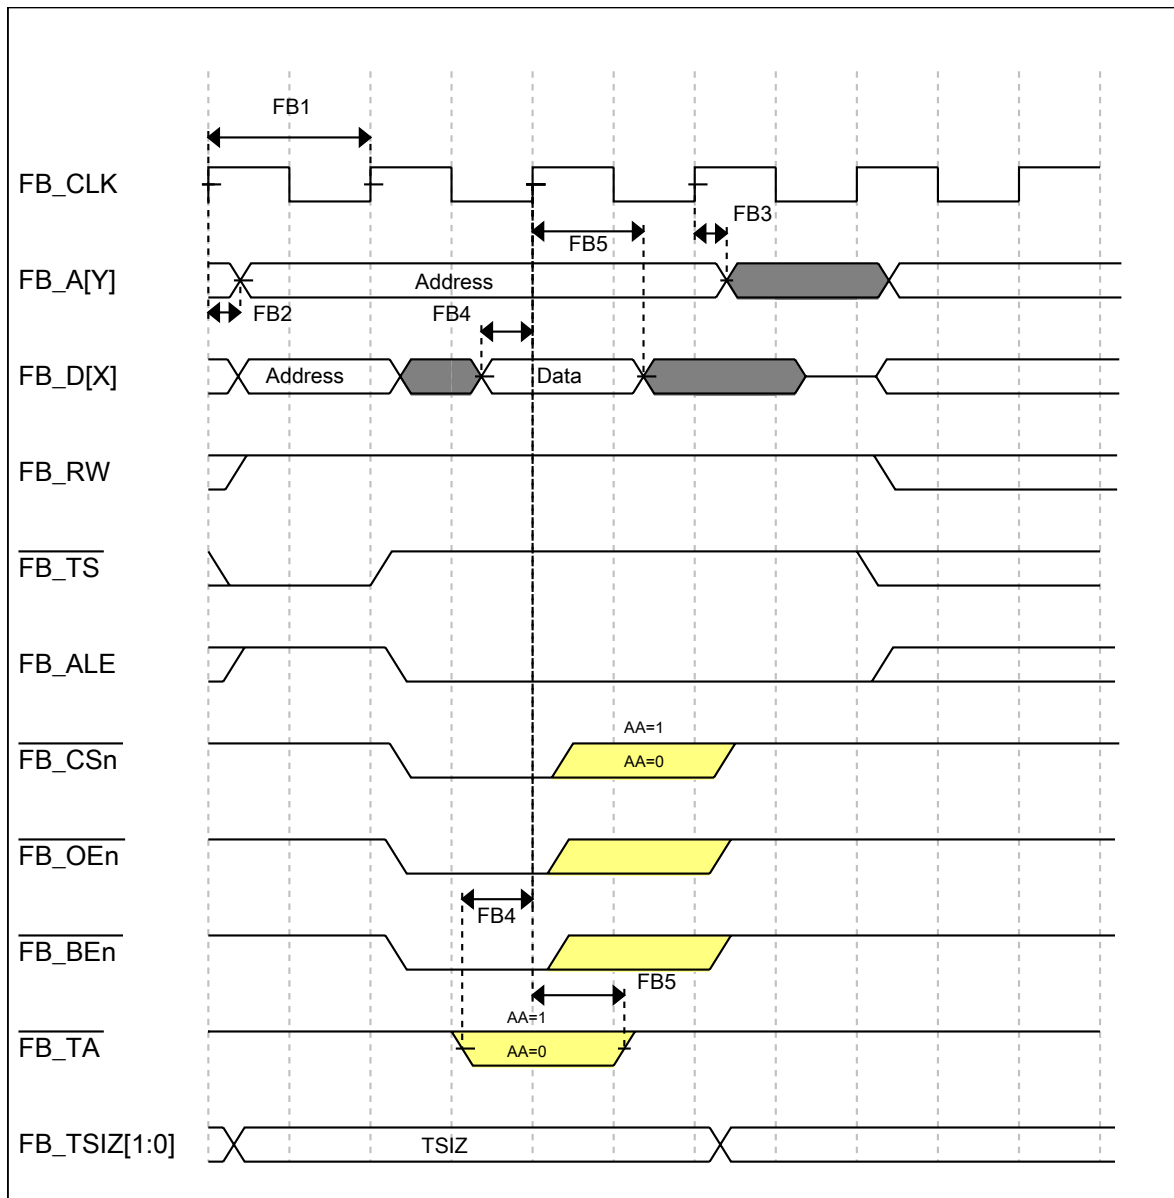 FB1
FB_CLK
FB3
FB5
FB_A[Y]
Address
FB2
FB4
FB_D[X]
Address
Data
FB_RW
FB_TS
FB_ALE
AA=1
FB_CSn
AA=0
FB_OEn
FB4
FB_BEn
FB5
AA=1
FB_TA
AA=0
FB_TSIZ[1:0]
TSIZ